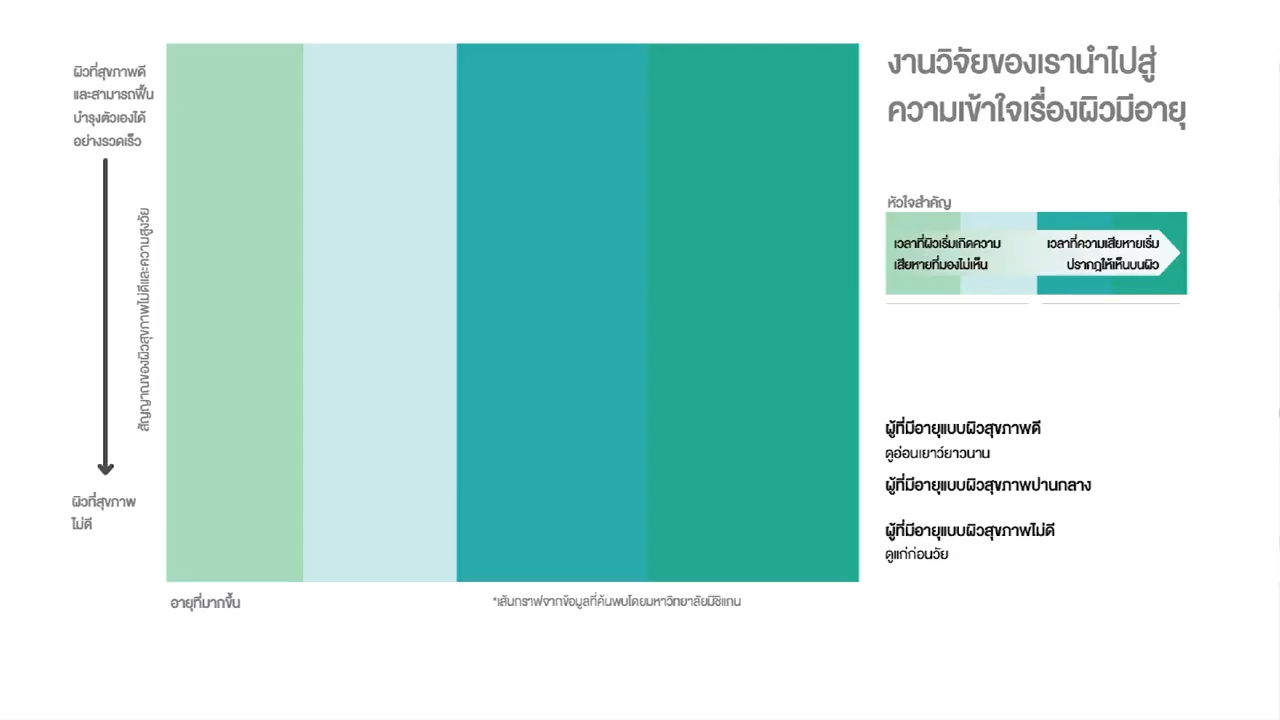 งานวิจัยของเรานำไปสู่
ความเข้าใจเรื่องผิวมีอายุ
ผิวที่สุขภาพดี
และสามารถฟื้น
บำรุงตัวเองได้
อย่างรวดเร็ว
สัญญาณของผิวสุขภาพไม่ดีและความสูงวัย
ผิวที่สุขภาพ
ไม่ดี
อายุที่มากขึ้น
*เส้นกราฟจากข้อมูลที่ค้นพบโดยมหาวิทยาลัยมิชิแกน
หัวใจสำคัญ
เวลาที่ผิวเริ่มเกิดความ
เสียหายที่มองไม่เห็น
เวลาที่ความเสียหายเริ่ม
ปรากฏให้เห็นบนผิว
ผู้ที่มีอายุแบบผิวสุขภาพดี
ดูอ่อนเยาว์ยาวนาน
ผู้ที่มีอายุแบบผิวสุขภาพปานกลาง
ผู้ที่มีอายุแบบผิวสุขภาพไม่ดี
ดูแก่ก่อนวัย